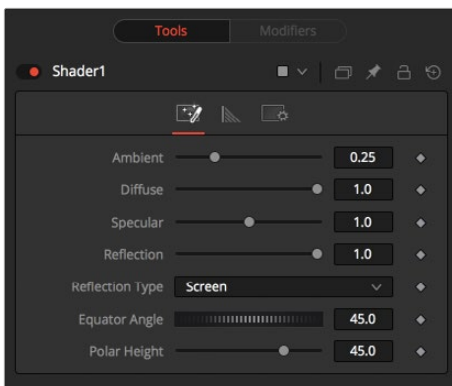 Tools Modifiers
Shader1
Ambient 0.25
Diffuse 1.0
Specular 1.0
Reflection 1.0
Reflection Type Screen
Equator Angle 45.0
Polar Height 45.0